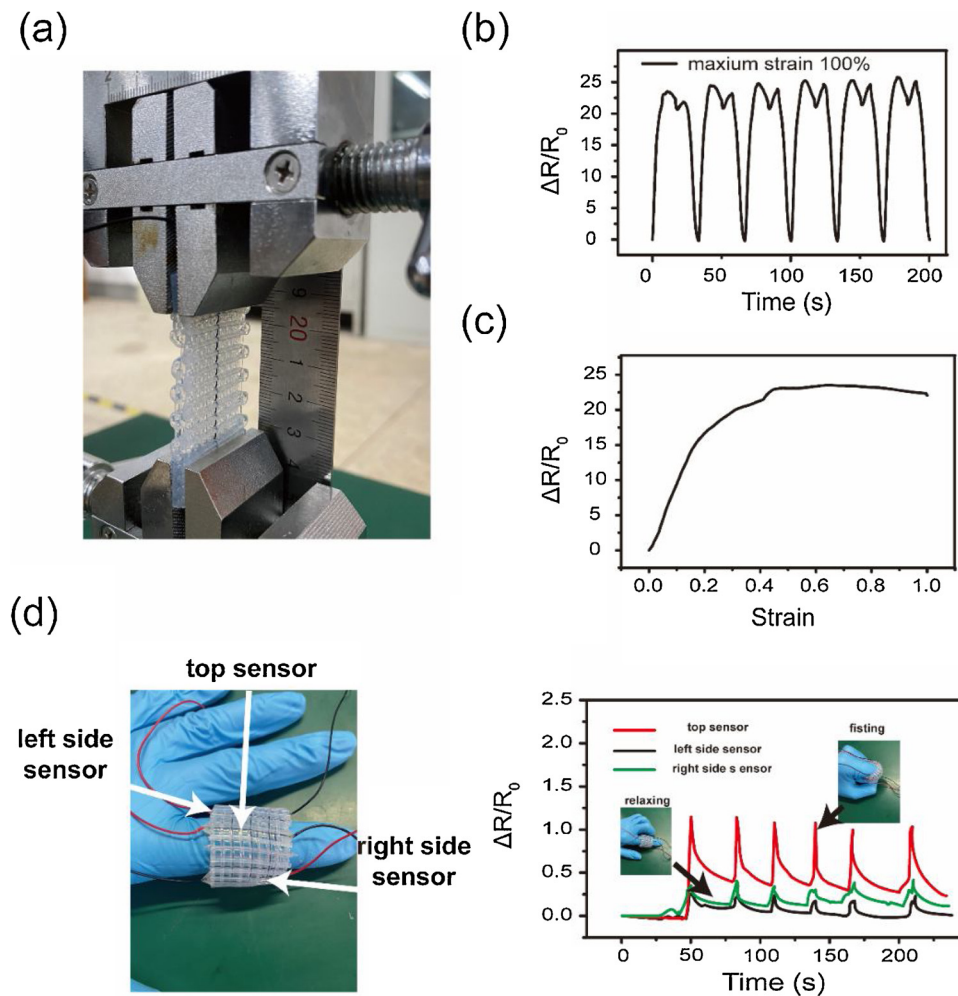 (a)
9
20
1
2
3
4
(b)
maxium strain 100%
ΔR/R0
25
20
15
10
5
0
0 50 100 150 200
Time (s)
(c)
ΔR/R0
25
20
15
10
5
0
0.0 0.2 0.4 0.6 0.8 1.0
Strain
(d)
top sensor
left side
sensor
right side
sensor
ΔR/R0
2.5
2.0
1.5
1.0
0.5
0.0
top sensor
left side sensor
right side s ensor
fisting
relaxing
0 50 100 150 200
Time (s)